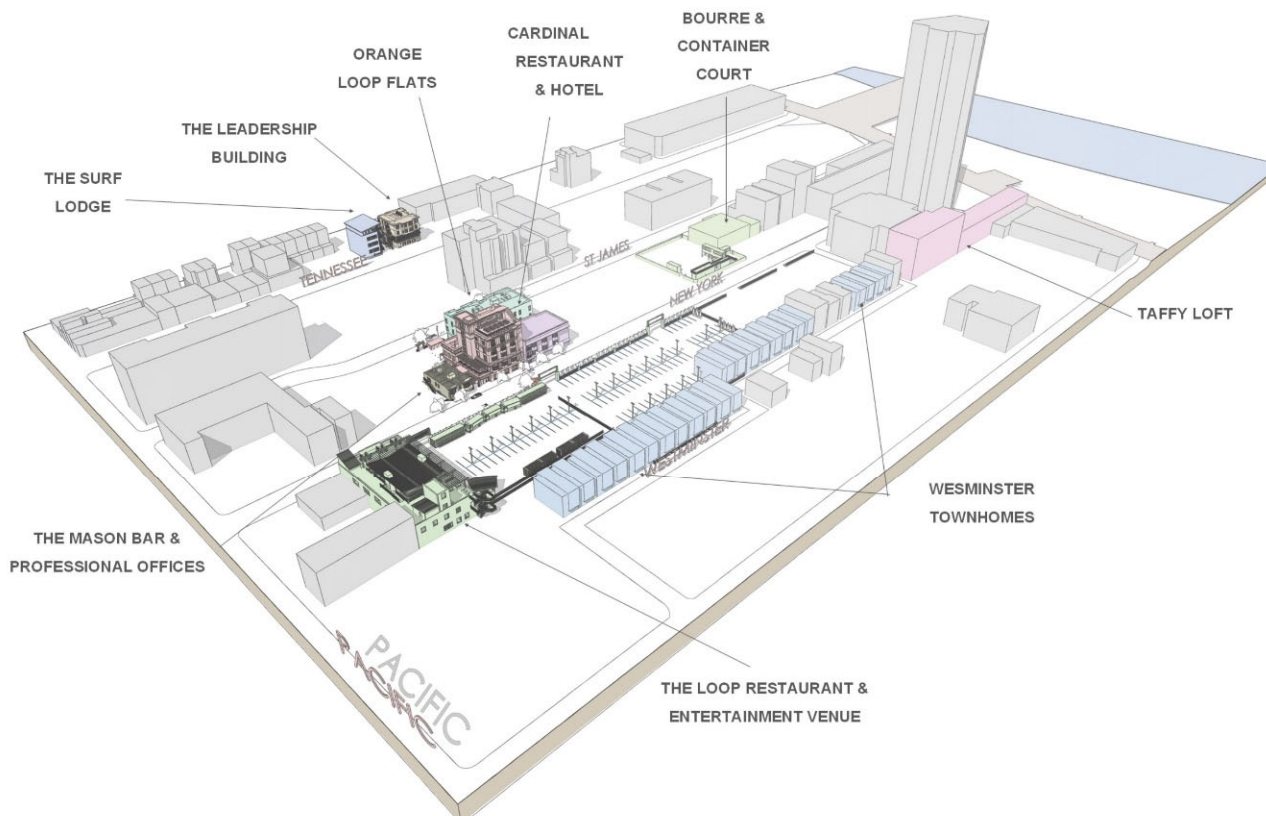 BOURRE &
CONTAINER
COURT
CARDINAL
RESTAURANT
& HOTEL
ORANGE
LOOP FLATS
THE LEADERSHIP
BUILDING
THE SURF
LODGE
TENNESSEE
ST JAMES
NEW YORK
TAFFY LOFT
WESTMINSTER
WESMINSTER
TOWNHOMES
THE MASON BAR &
PROFESSIONAL OFFICES
THE LOOP RESTAURANT &
ENTERTAINMENT VENUE
PACIFIC
PACIFIC